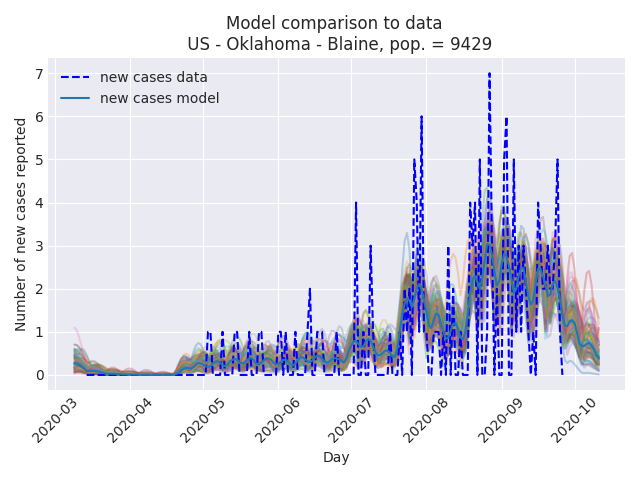 Model comparison to data
US - Oklahoma - Blaine, pop. = 9429
new cases data
new cases model
Number of new cases reported
7
6
5
4
3
2
1
0
2020-03
2020-04
2020-05
2020-06
2020-07
2020-08
2020-09
2020-10
Day